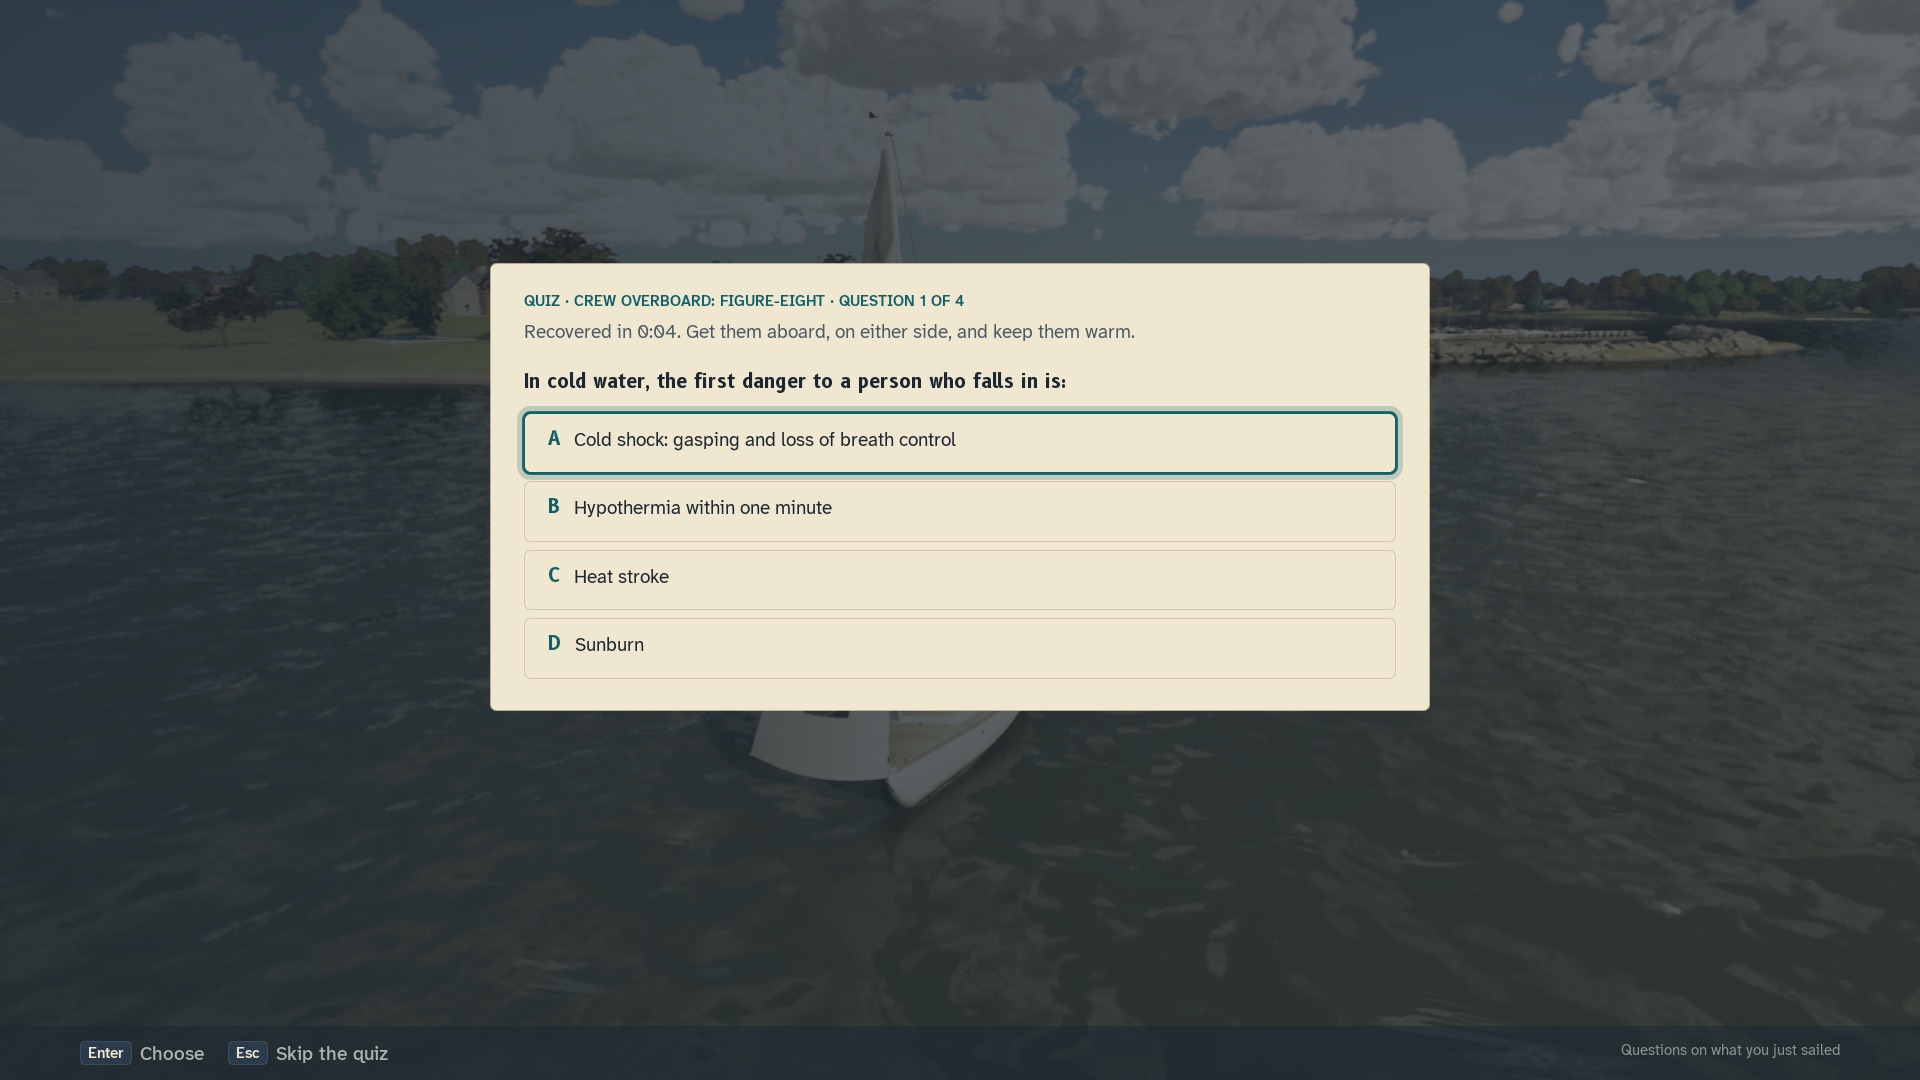 QUIZ · CREW OVERBOARD: FIGURE-EIGHT · QUESTION 1 OF 4
Recovered in 0:04. Get them aboard, on either side, and keep them warm.
In cold water, the first danger to a person who falls in is:
A Cold shock: gasping and loss of breath control
B Hypothermia within one minute
C Heat stroke
D Sunburn
Enter Choose Esc Skip the quiz
Questions on what you just sailed